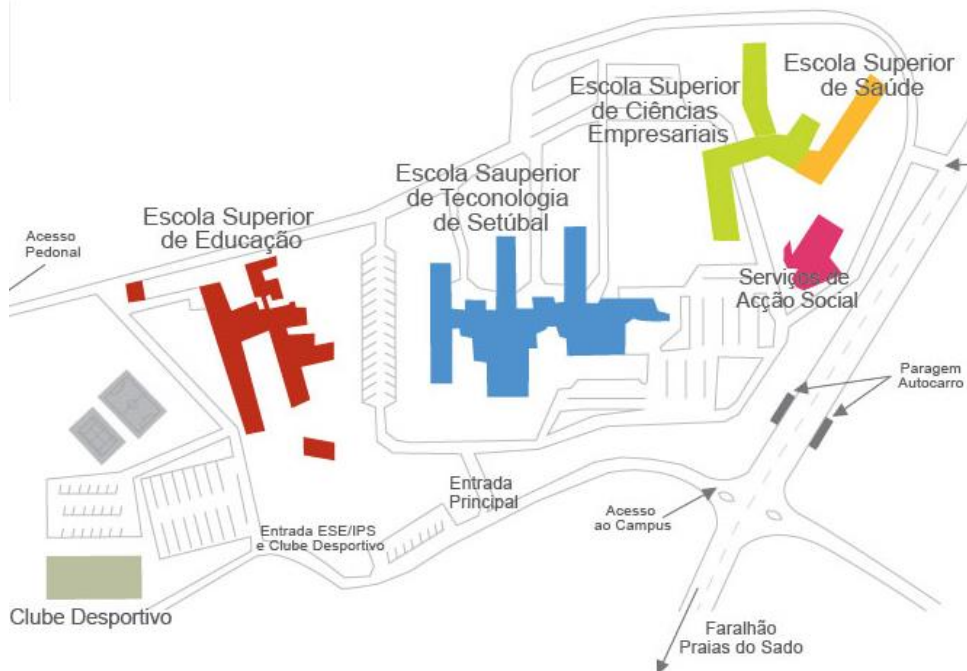 Escola Superior
de Saúde
Escola Superior
de Ciências
Empresariais
Escola Sauperior
de Teconologia
de Setúbal
Escola Superior
de Educação
Acesso
Pedonal
Serviços de
Acção Social
Paragem
Autocarro
Entrada
Principal
Acesso
ao Campus
Entrada ESE/IPS
e Clube Desportivo
Clube Desportivo
Faralhão
Praias do Sado